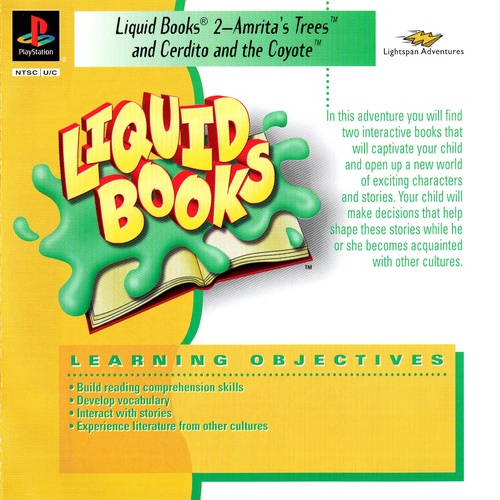 PlayStation
NTSC U/C
Liquid Books® 2–Amrita's Trees™
and Cerdito and the Coyote™
Lightspan Adventures
LIQUID
BOOKS
TM
In this adventure you will find
two interactive books that
will captivate your child
and open up a new world
of exciting characters
and stories. Your child will
make decisions that help
shape these stories while he
or she becomes acquainted
with other cultures.
LEARNING OBJECTIVES
• Build reading comprehension skills
• Develop vocabulary
• Interact with stories
• Experience literature from other cultures